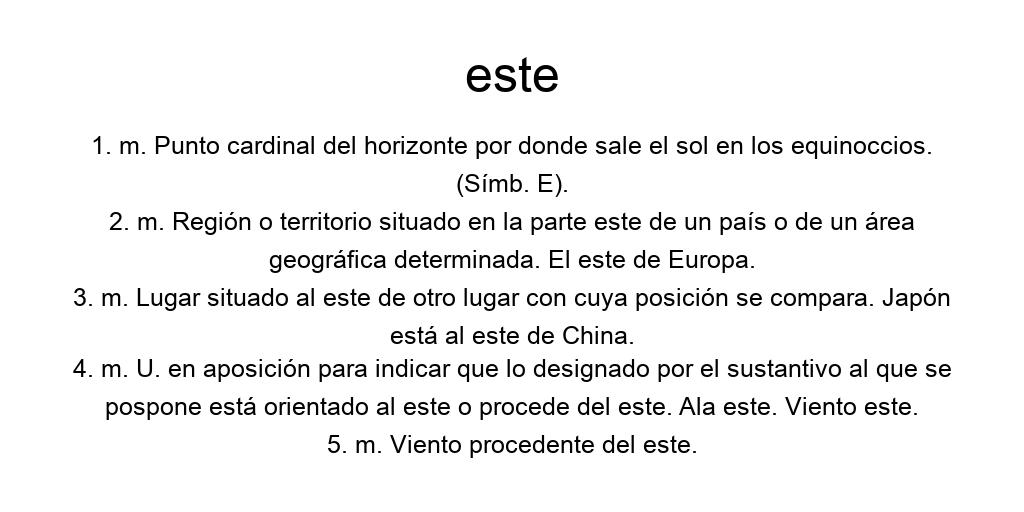 este
1. m. Punto cardinal del horizonte por donde sale el sol en los equinoccios.
(Símb. E).
2. m. Región o territorio situado en la parte este de un país o de un área
geográfica determinada. El este de Europa.
3. m. Lugar situado al este de otro lugar con cuya posición se compara. Japón
está al este de China.
4. m. U. en aposición para indicar que lo designado por el sustantivo al que se
pospone está orientado al este o procede del este. Ala este. Viento este.
5. m. Viento procedente del este.